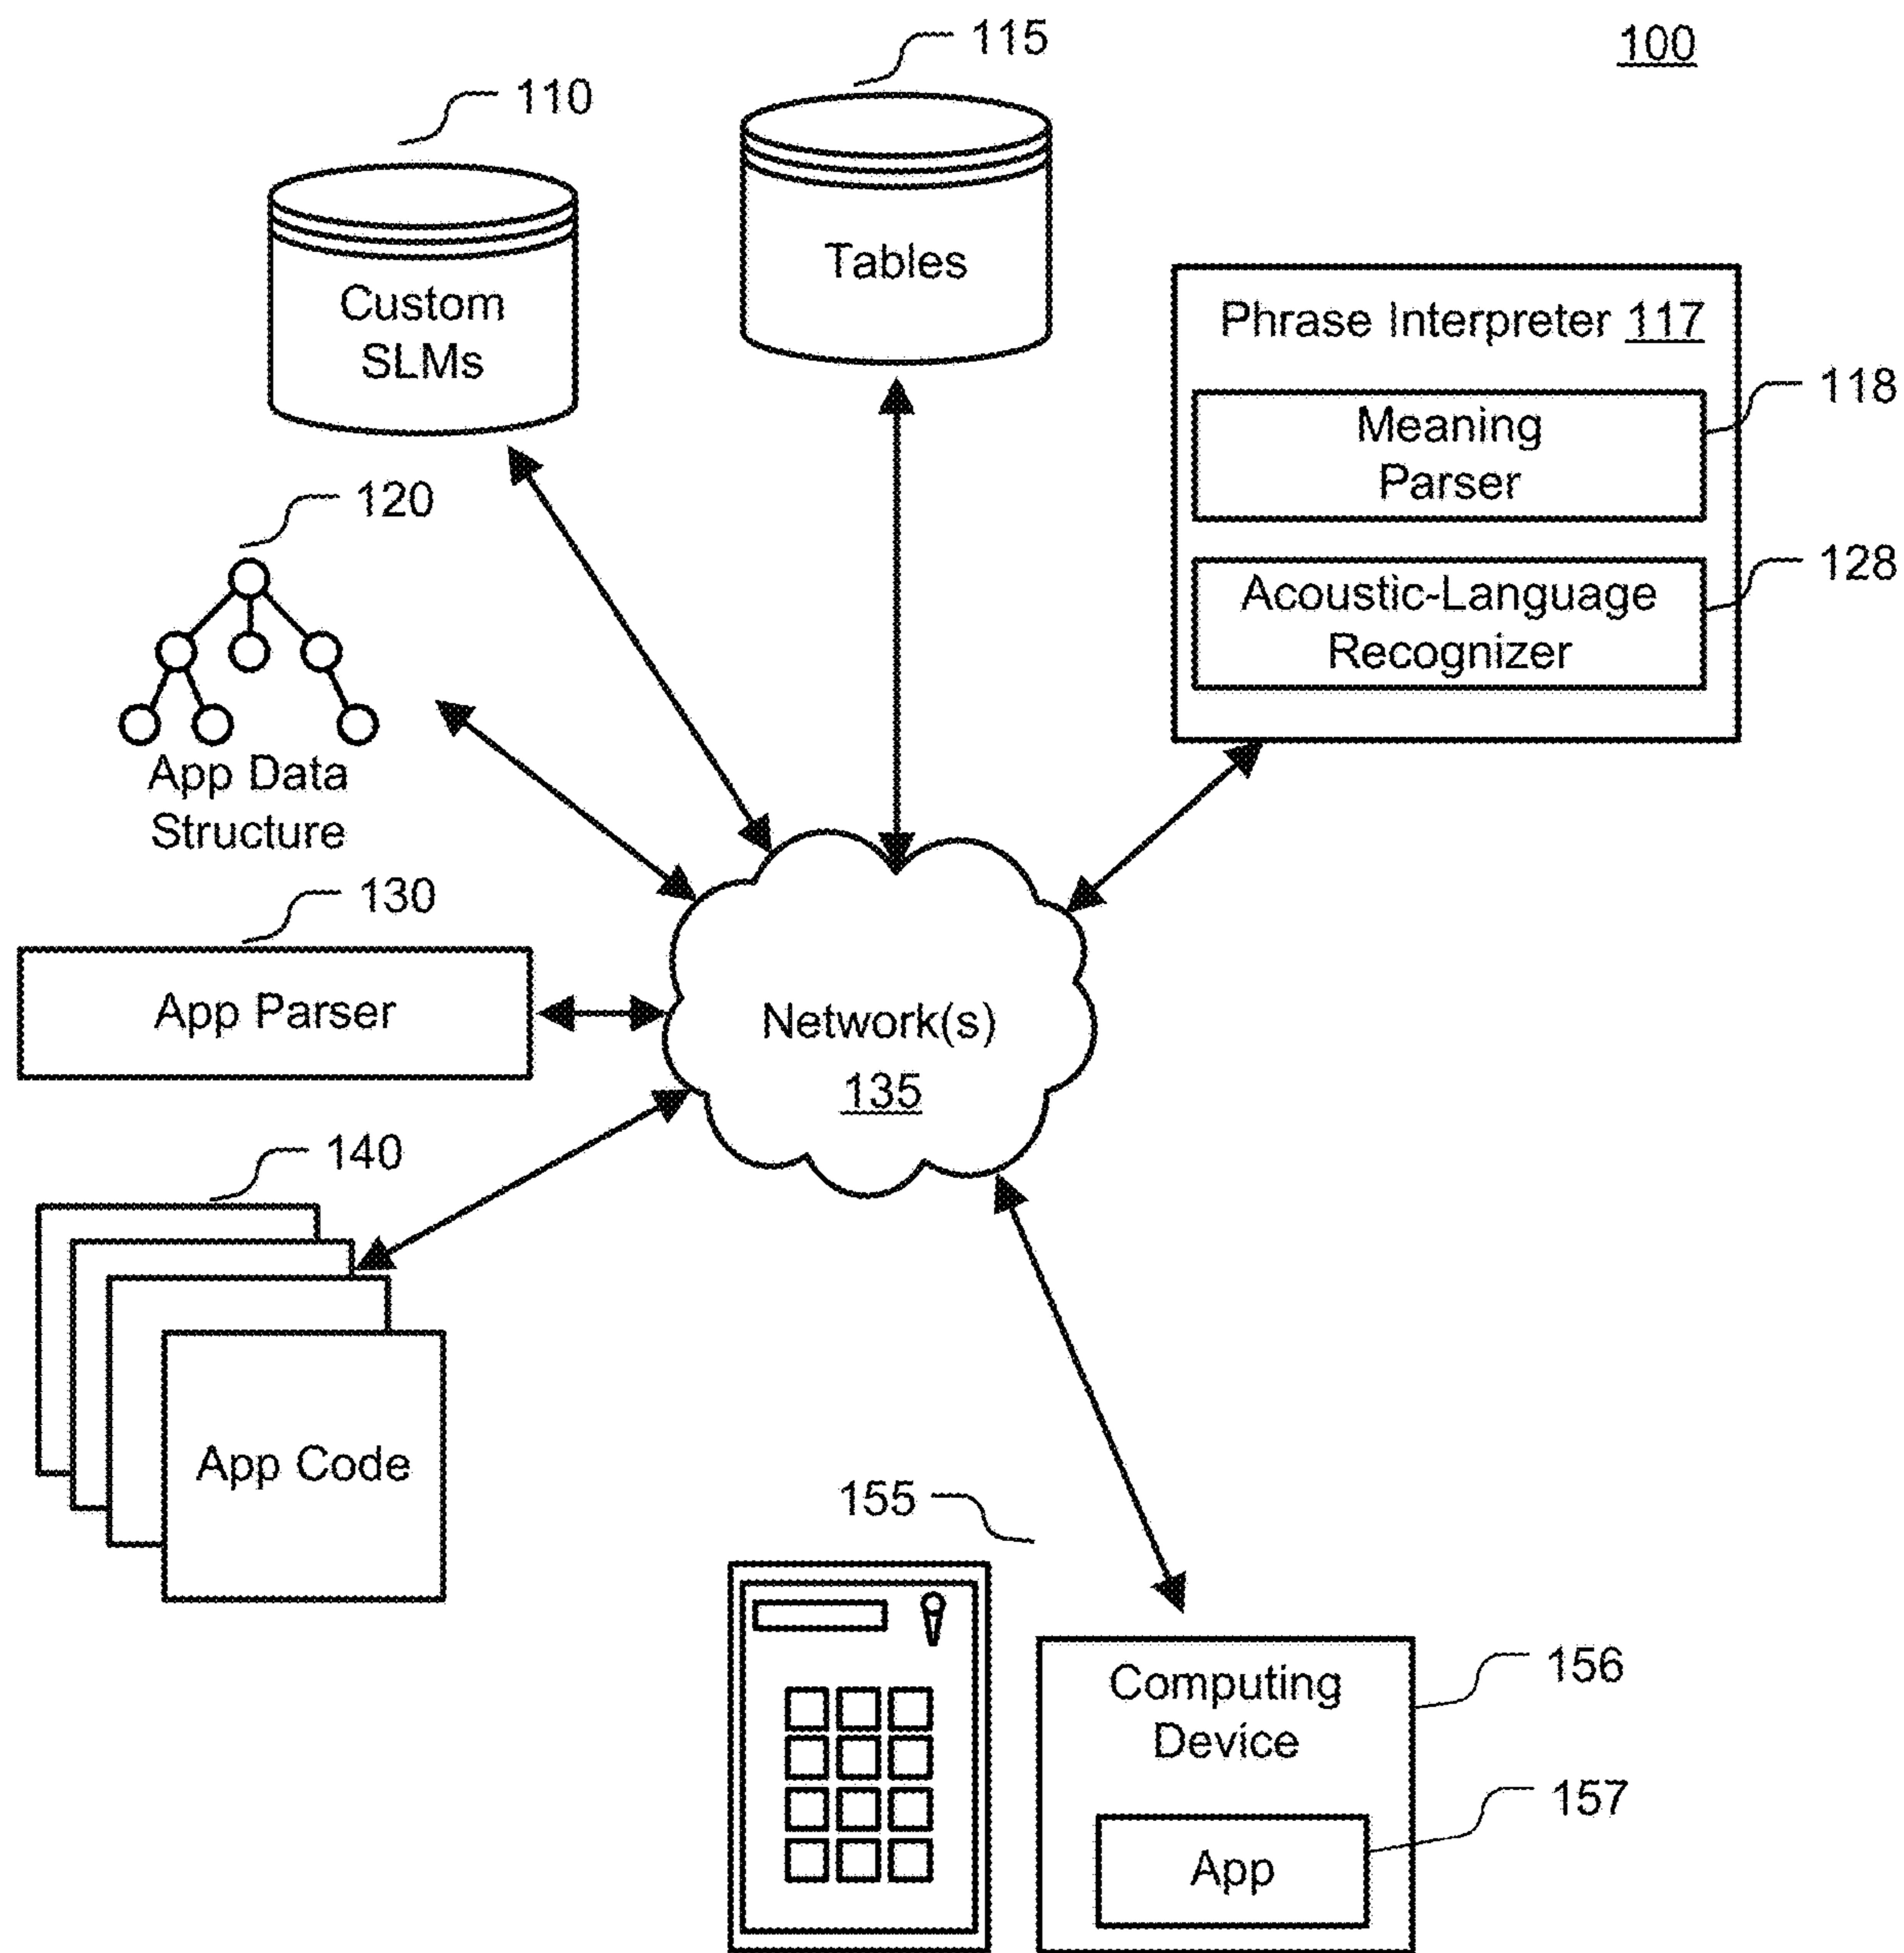 100
115
110
Tables
Custom
SLMs
Phrase Interpreter 117
118
Meaning
Parser
128
Acoustic-Language
Recognizer
120
App Data
Structure
130
App Parser
Network(s)
135
140
App Code
155
156
Computing
Device
157
App